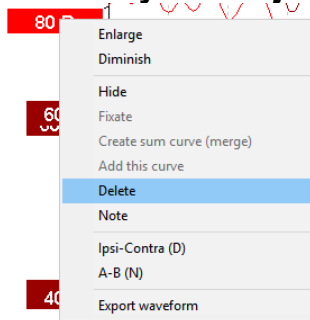 80 R
Enlarge
Diminish
Hide
60
Fixate
Create sum curve (merge)
Add this curve
Delete
Note
Ipsi-Contra (D)
A-B (N)
40
Export waveform